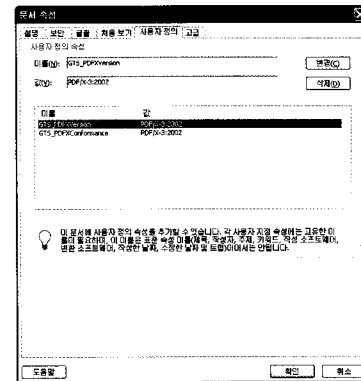 문서 속성
설명 보안 글꼴 처음 보기 사용자 정의 고급
사용자 정의 속성
이름(N): GTS_PDFXVersion 변경(C)
값(V): PDF/X-3:2002 삭제(D)
이름 값
GTS_PDFXVersion PDF/X-3:2002
GTS_PDFXConformance PDF/X-3:2002
이 문서에 사용자 정의 속성을 추가할 수 있습니다. 각 사용자 지정 속성에는 고유한 이
름이 필요하며, 이 이름은 표준 속성 이름(제목, 작성자, 주제, 키워드, 작성 소프트웨어,
변환 소프트웨어, 작성한 날짜, 수정한 날짜 및 트랩)이어서는 안됩니다.
도움말 확인 취소